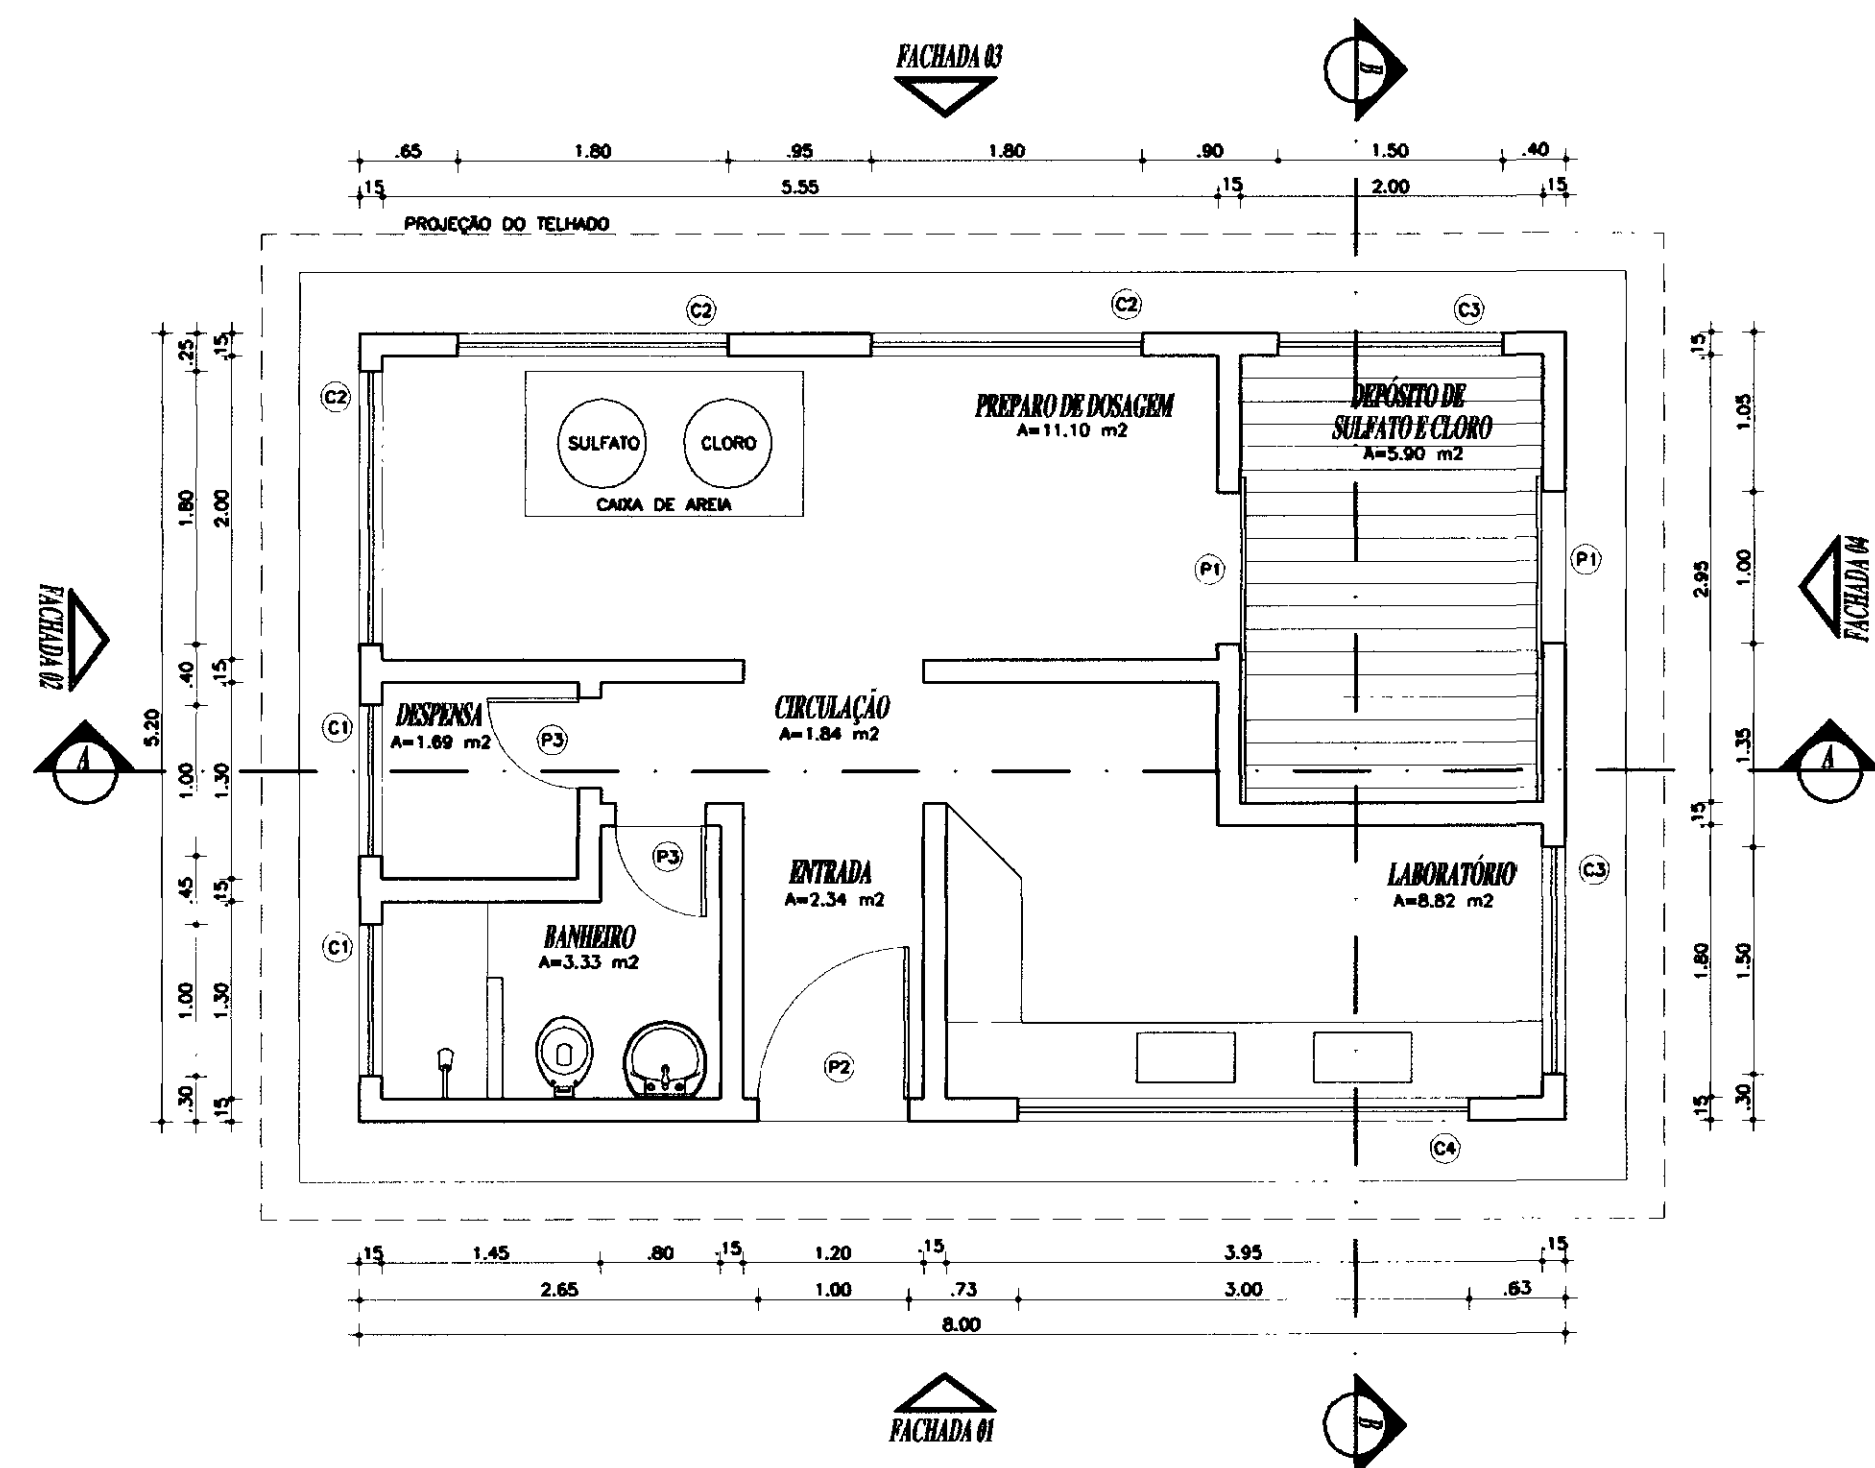 FACHADA 03
B
.65 1.80 .95 1.80 .90 1.50 .40
.15 5.55 .15 2.00 .15
PROJEÇÃO DO TELHADO
C2 C2 C3
C2
SULFATO CLORO
CAIXA DE AREIA
PREPARO DE DOSAGEM
A=11.10 m2
DEPÓSITO DE
SULFATO E CLORO
A=5.90 m2
P1 P1
5.20
.25 1.80 .40 1.00 .45 1.00 .30
.15 2.00 .15 1.30 .15 1.30 .15
.15 2.95 .15 1.80 .15
1.05 1.00 1.35 1.50 .30
FACHADA 02
FACHADA 04
A A
C1
DESPENSA
A=1.69 m2
P3
CIRCULAÇÃO
A=1.84 m2
P3
ENTRADA
A=2.34 m2
LABORATÓRIO
A=8.82 m2
C3
C1
BANHEIRO
A=3.33 m2
P2
C4
.15 1.45 .80 .15 1.20 .15 3.95 .15
2.65 1.00 .73 3.00 .63
8.00
FACHADA 01
B